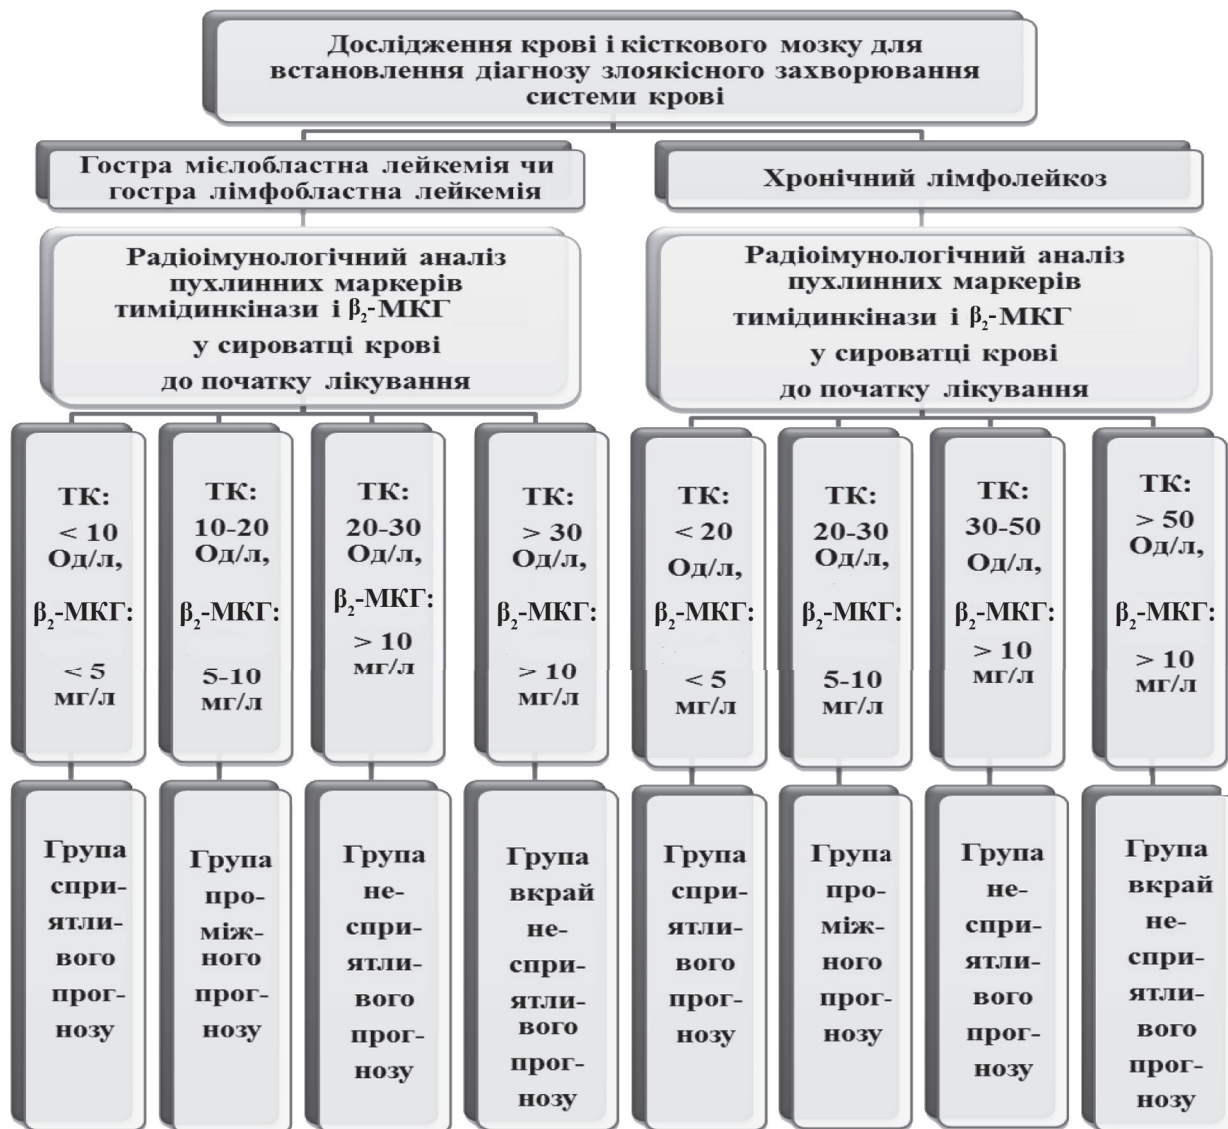 Дослідження крові і кісткового мозку для
встановлення діагнозу злоякісного захворювання
системи крові
Гостра мієлобластна лейкемія чи
гостра лімфобластна лейкемія
Хронічний лімфолейкоз
Радіоімунологічний аналіз
пухлинних маркерів
тимідинкінази і β₂-МКГ
у сироватці крові
до початку лікування
Радіоімунологічний аналіз
пухлинних маркерів
тимідинкінази і β₂-МКГ
у сироватці крові
до початку лікування
ТК:
< 10
Од/л,
β₂-МКГ:
< 5
мг/л
ТК:
10-20
Од/л,
β₂-МКГ:
5-10
мг/л
ТК:
20-30
Од/л,
β₂-МКГ:
> 10
мг/л
ТК:
> 30
Од/л,
β₂-МКГ:
> 10
мг/л
ТК:
< 20
Од/л,
β₂-МКГ:
< 5
мг/л
ТК:
20-30
Од/л,
β₂-МКГ:
5-10
мг/л
ТК:
30-50
Од/л,
β₂-МКГ:
> 10
мг/л
ТК:
> 50
Од/л,
β₂-МКГ:
> 10
мг/л
Група
спри-
ятли-
вого
прог-
нозу
Група
про-
між-
ного
прог-
нозу
Група
не-
спри-
ятли-
вого
прог-
нозу
Група
вкрай
не-
спри-
ятли-
вого
прог-
нозу
Група
спри-
ятли-
вого
прог-
нозу
Група
про-
між-
ного
прог-
нозу
Група
не-
спри-
ятли-
вого
прог-
нозу
Група
вкрай
не-
спри-
ятли-
вого
прог-
нозу